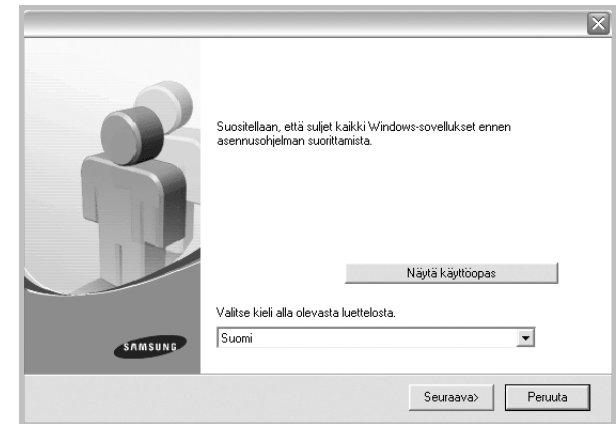 Suositellaan, että suljet kaikki Windows-sovellukset ennen
asennusohjelman suorittamista.
Näytä käyttöopas
Valitse kieli alla olevasta luettelosta.
Suomi
SAMSUNG
Seuraava>
Peruuta